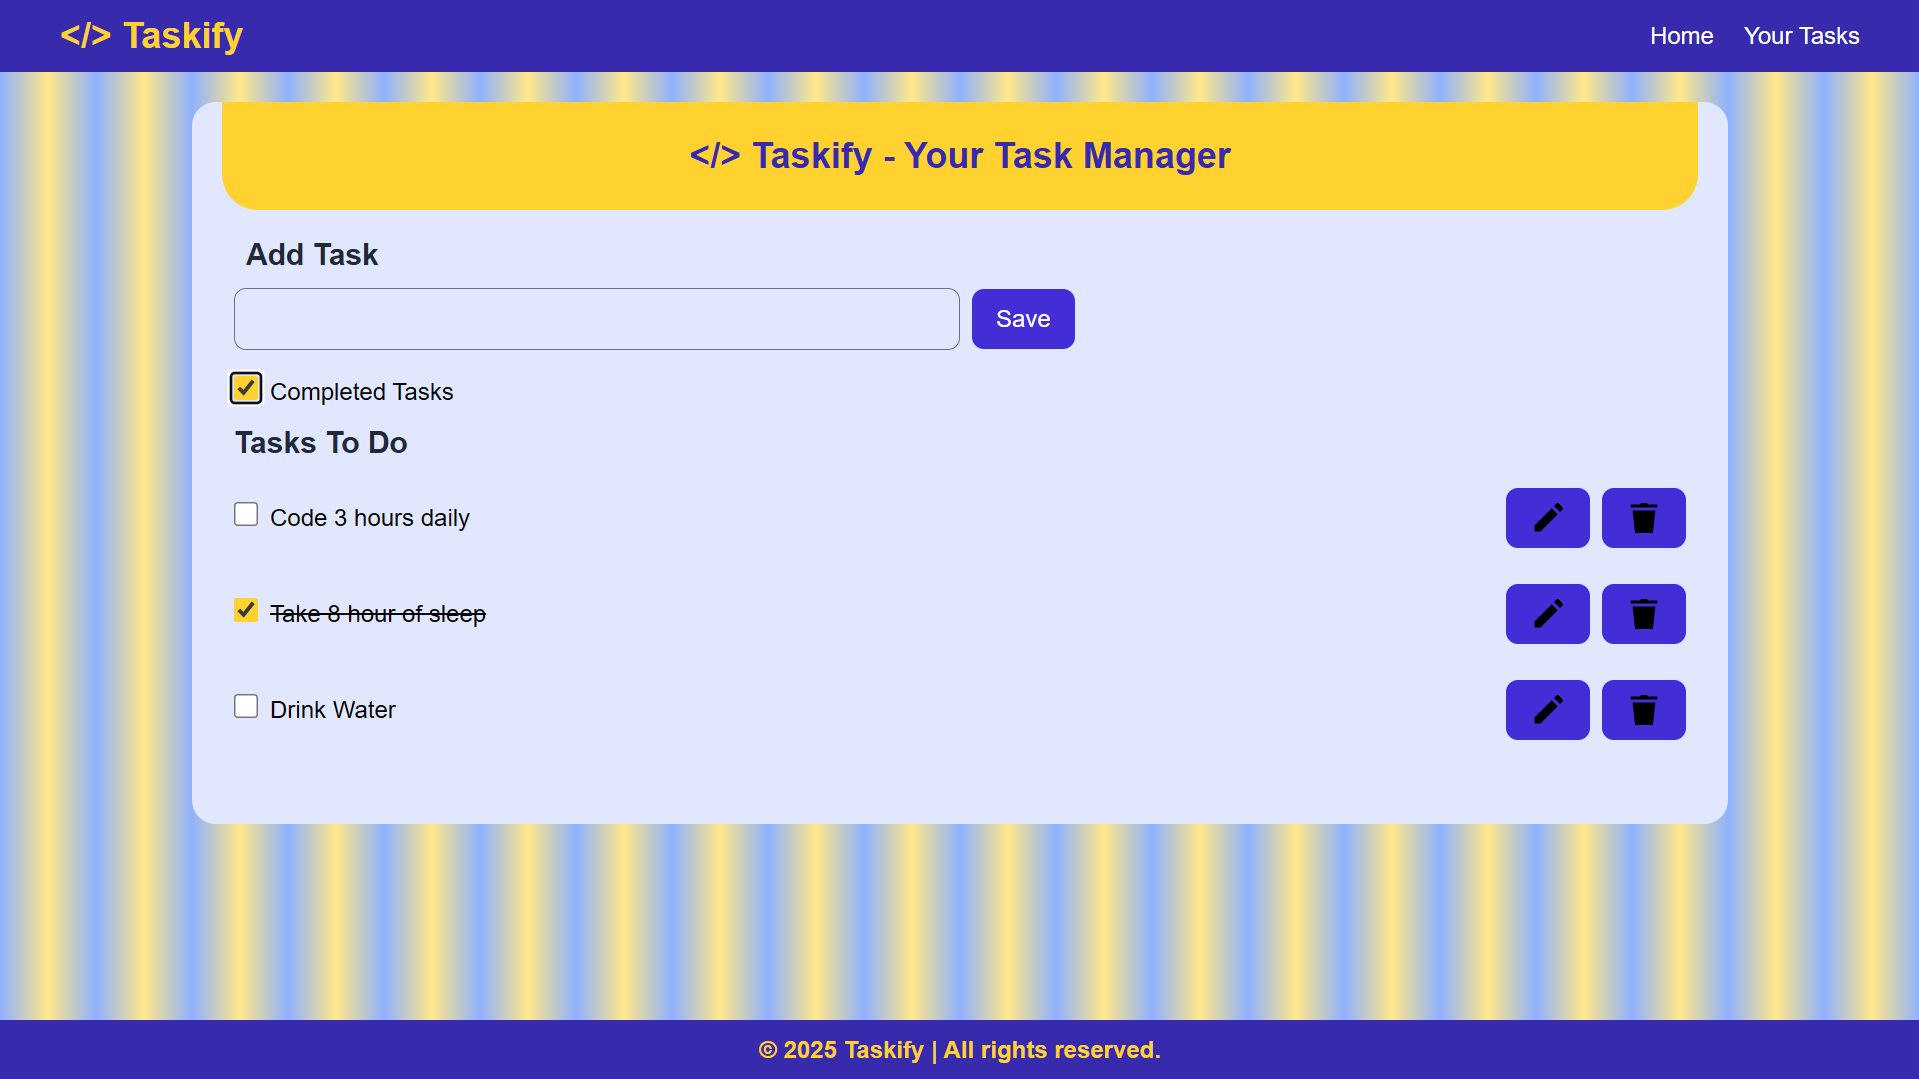 </> Taskify
Home Your Tasks
</> Taskify - Your Task Manager
Add Task
Save
Completed Tasks
Tasks To Do
Code 3 hours daily
Take 8 hour of sleep
Drink Water
© 2025 Taskify | All rights reserved.